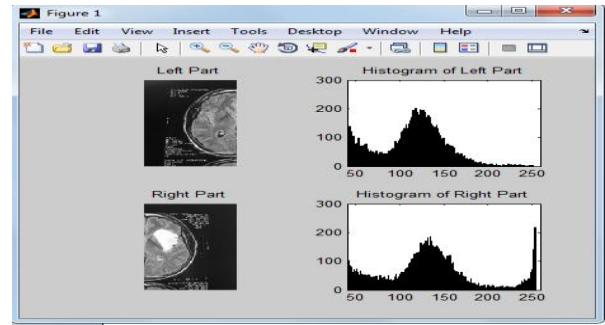 Figure 1
File Edit View Insert Tools Desktop Window Help
Left Part
Histogram of Left Part
300
200
100
0
50 100 150 200 250
Right Part
Histogram of Right Part
300
200
100
0
50 100 150 200 250